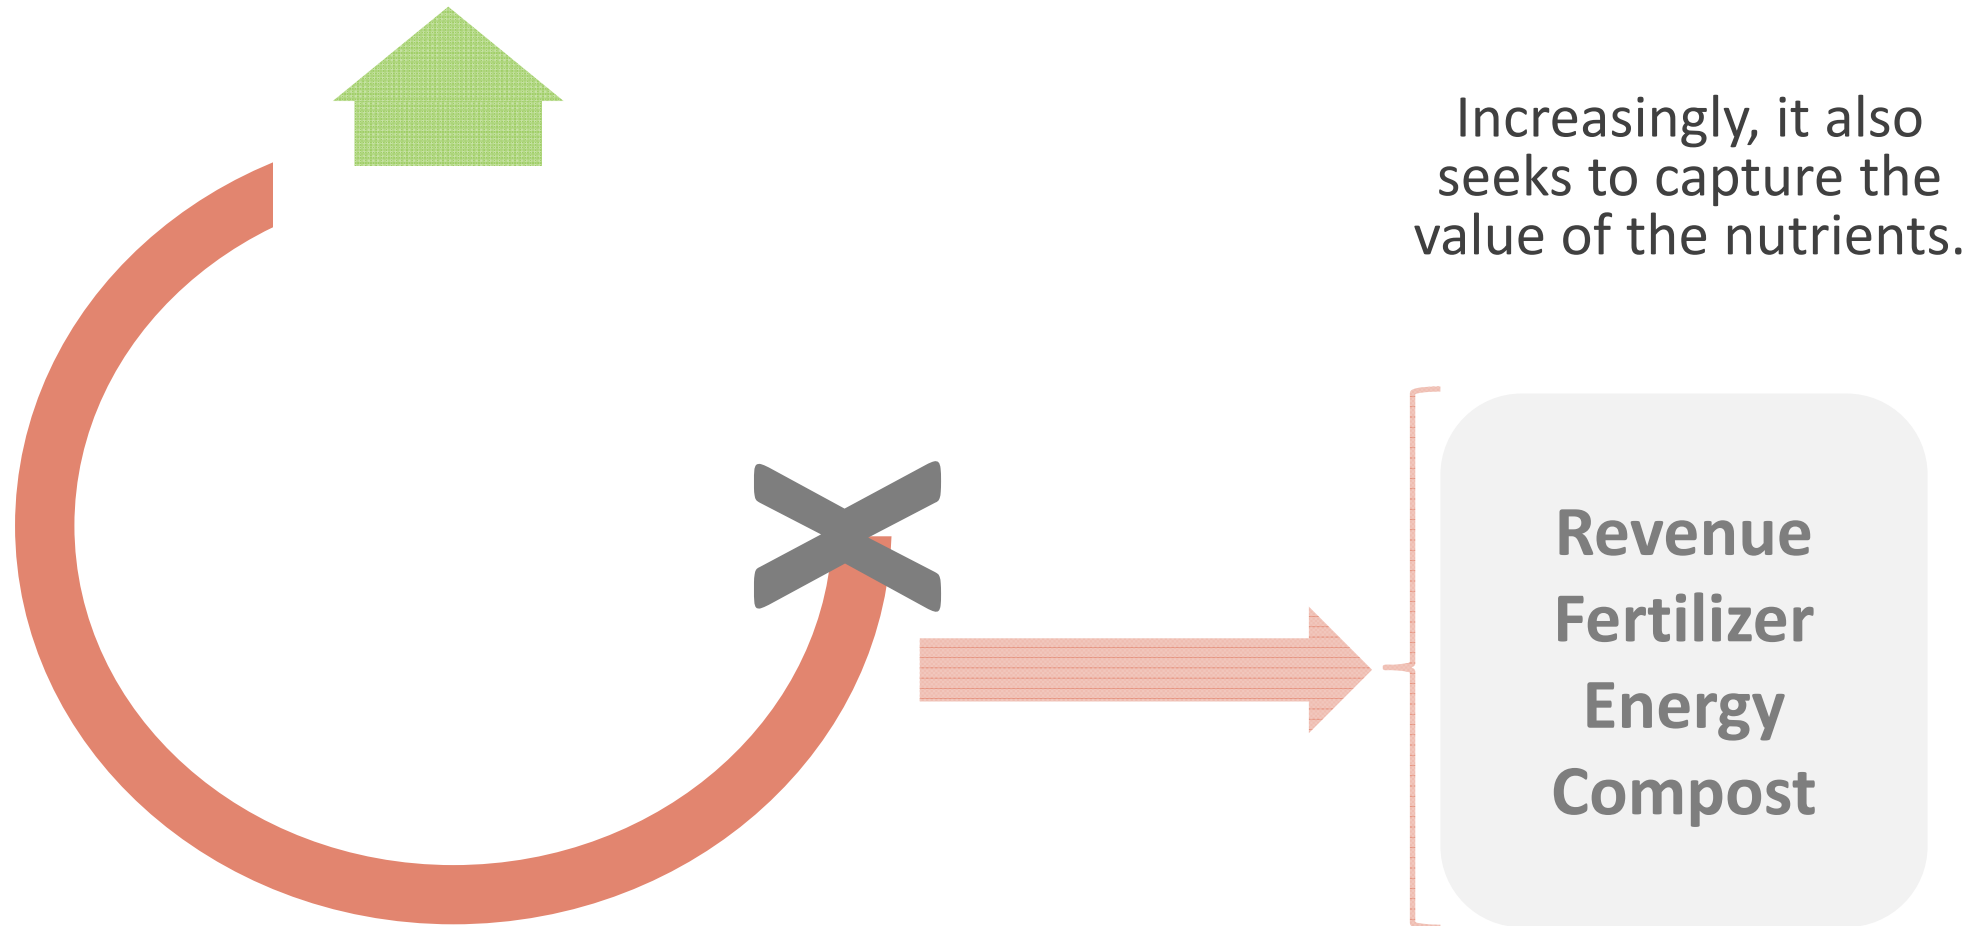 Increasingly, it also
seeks to capture the
value of the nutrients.
Revenue
Fertilizer
Energy
Compost